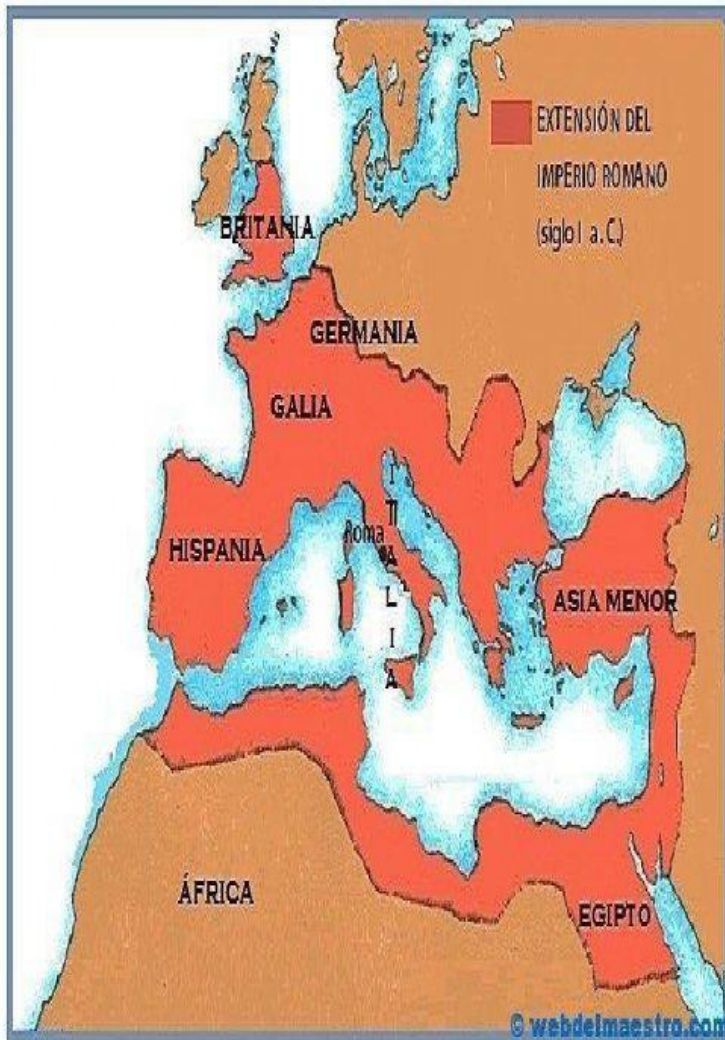 EXTENSIÓN DEL
IMPERIO ROMANO
(siglo I a. C.)
BRITANIA
GERMANIA
GALIA
HISPANIA
Roma
ITALIA
ASIA MENOR
ÁFRICA
EGIPTO
© webdelmaestro.com